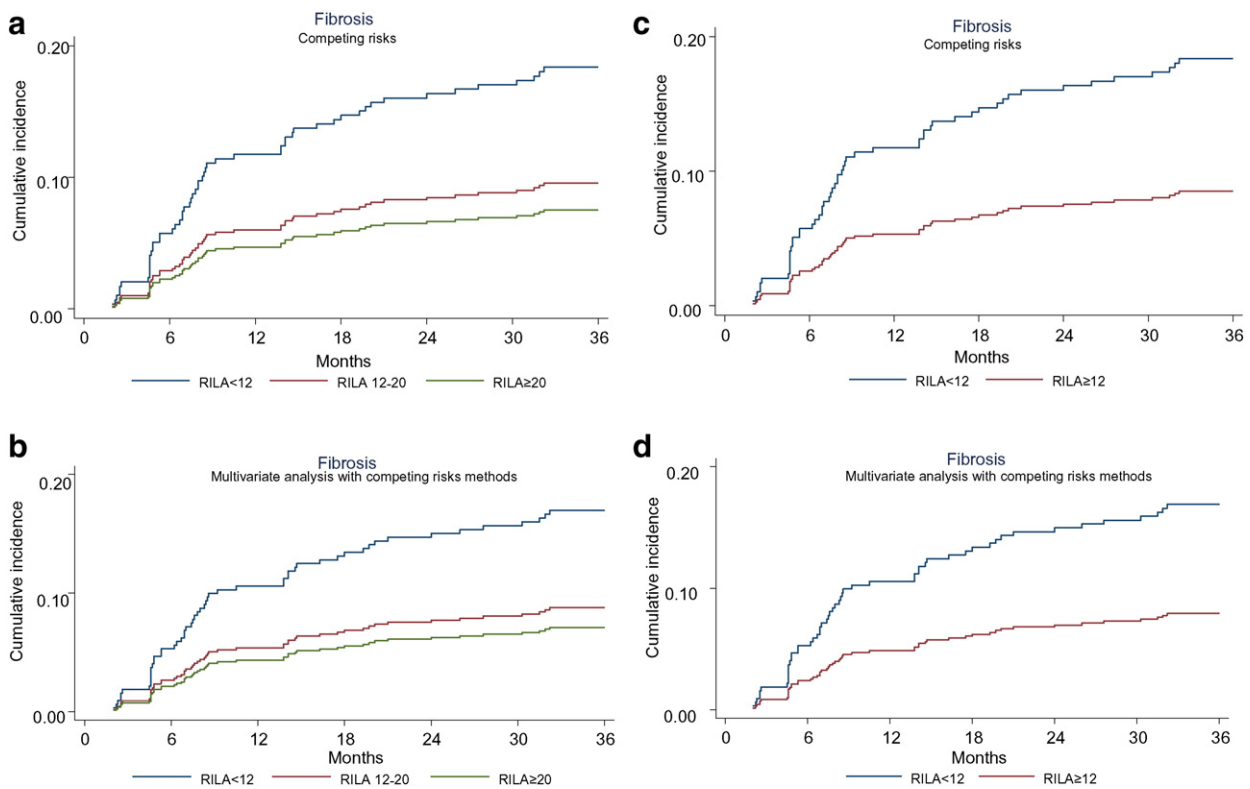 a
Fibrosis
Competing risks
Cumulative incidence
0.20
0.10
0.00
0 6 12 18 24 30 36
Months
RILA<12 RILA 12-20 RILA≥20
c
Fibrosis
Competing risks
Cumulative incidence
0.20
0.10
0.00
0 6 12 18 24 30 36
Months
RILA<12 RILA≥12
b
Fibrosis
Multivariate analysis with competing risks methods
Cumulative incidence
0.20
0.10
0.00
0 6 12 18 24 30 36
Months
RILA<12 RILA 12-20 RILA≥20
d
Fibrosis
Multivariate analysis with competing risks methods
Cumulative incidence
0.20
0.10
0.00
0 6 12 18 24 30 36
Months
RILA<12 RILA≥12